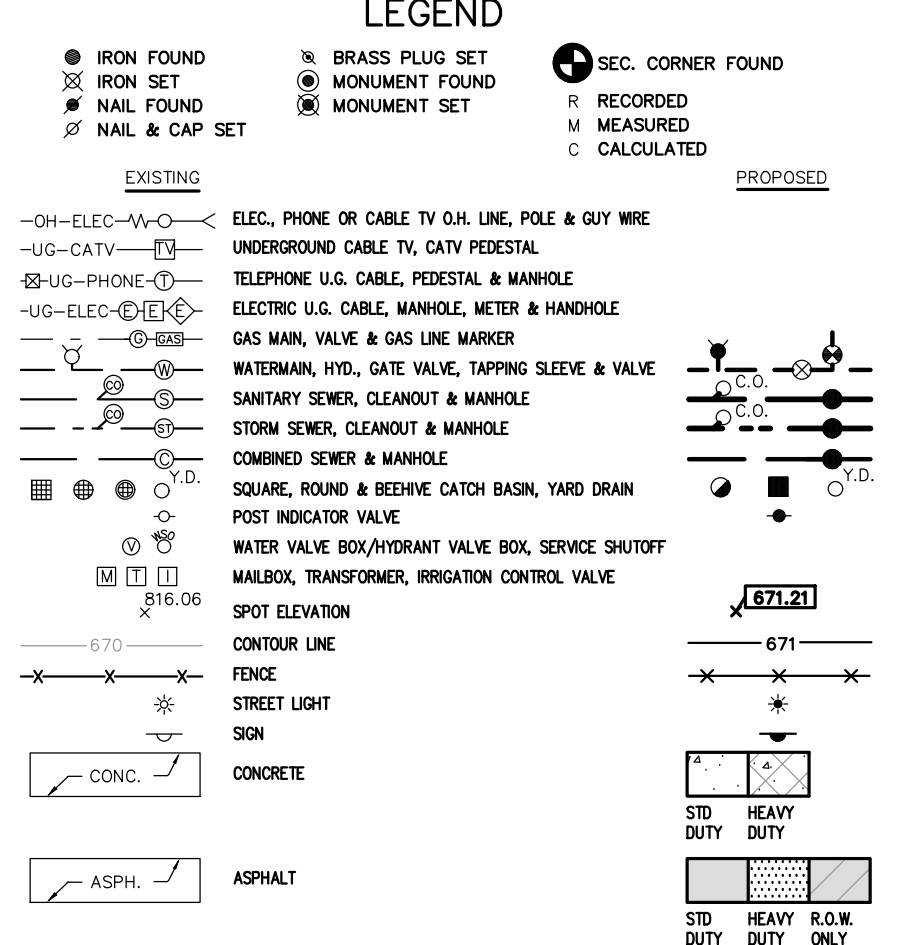 LEGEND
IRON FOUND
IRON SET
NAIL FOUND
NAIL & CAP SET
BRASS PLUG SET
MONUMENT FOUND
MONUMENT SET
SEC. CORNER FOUND
R RECORDED
M MEASURED
C CALCULATED
EXISTING
PROPOSED
OH-ELEC ELEC., PHONE OR CABLE TV O.H. LINE, POLE & GUY WIRE
UG-CATV TV UNDERGROUND CABLE TV, CATV PEDESTAL
UG-PHONE T TELEPHONE U.G. CABLE, PEDESTAL & MANHOLE
UG-ELEC E E E ELECTRIC U.G. CABLE, MANHOLE, METER & HANDHOLE
G GAS GAS MAIN, VALVE & GAS LINE MARKER
W WATERMAIN, HYD., GATE VALVE, TAPPING SLEEVE & VALVE
CO S SANITARY SEWER, CLEANOUT & MANHOLE C.O.
CO ST STORM SEWER, CLEANOUT & MANHOLE C.O.
C COMBINED SEWER & MANHOLE
Y.D. SQUARE, ROUND & BEEHIVE CATCH BASIN, YARD DRAIN Y.D.
POST INDICATOR VALVE
V WSO WATER VALVE BOX/HYDRANT VALVE BOX, SERVICE SHUTOFF
M T I MAILBOX, TRANSFORMER, IRRIGATION CONTROL VALVE
816.06 SPOT ELEVATION 671.21
670 CONTOUR LINE 671
FENCE
STREET LIGHT
SIGN
CONC. CONCRETE
STD DUTY
HEAVY DUTY
ASPH. ASPHALT
STD DUTY
HEAVY DUTY
R.O.W. ONLY